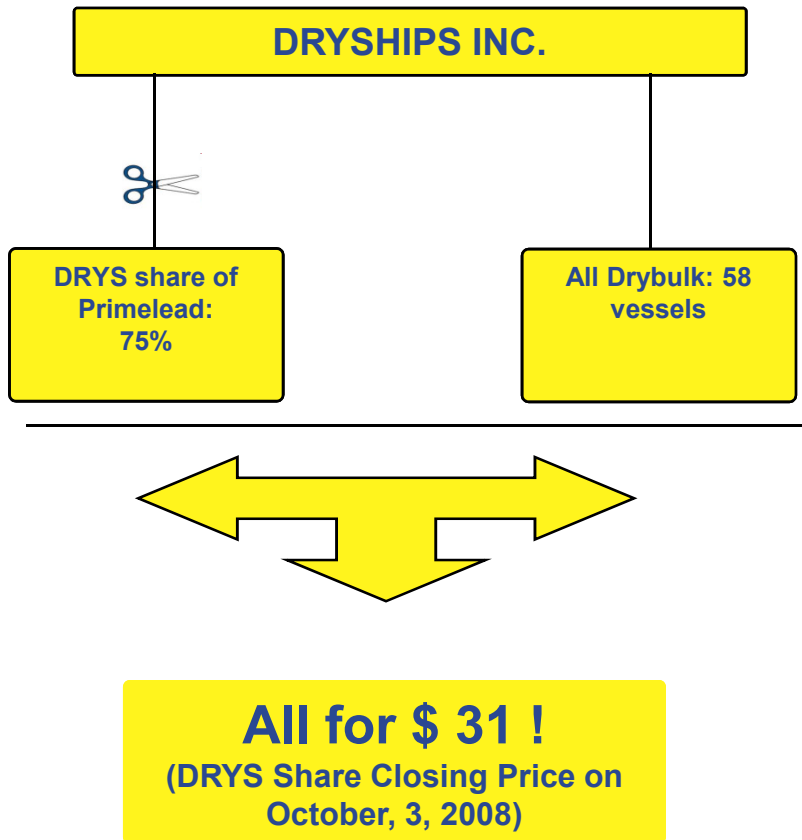 DRYSHIPS INC.
DRYS share of
Primelead:
75%
All Drybulk: 58
vessels
All for $ 31 !
(DRYS Share Closing Price on
October, 3, 2008)